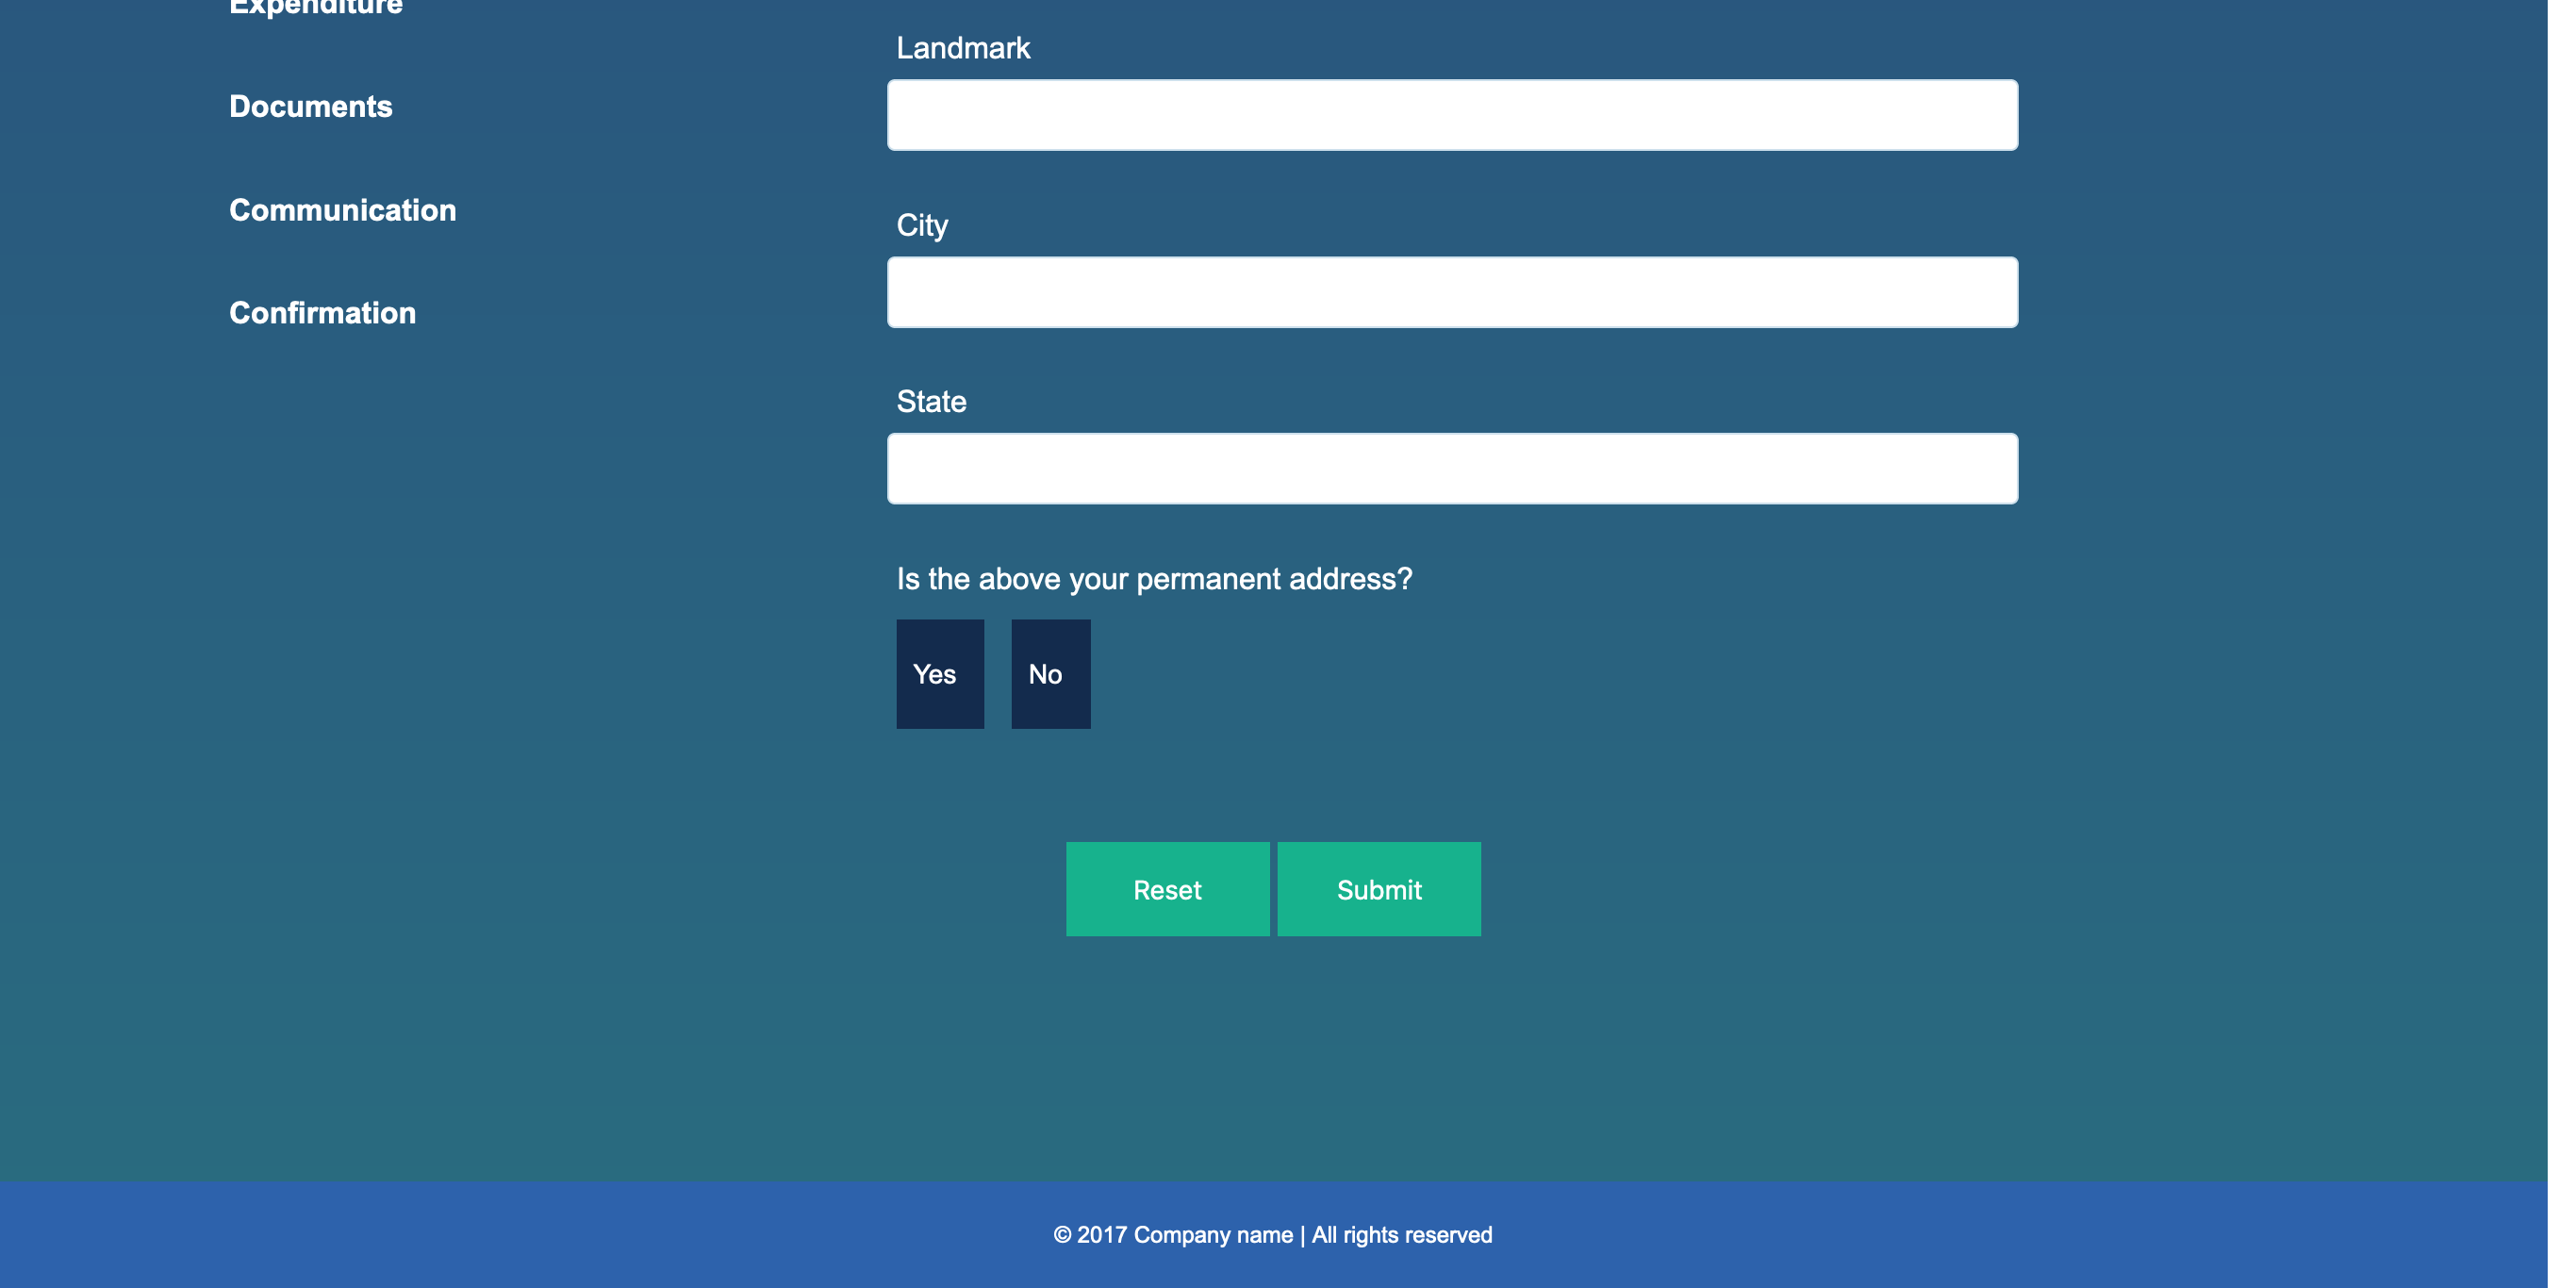 Expenditure
Documents
Communication
Confirmation
Landmark
City
State
Is the above your permanent address?
Yes No
Reset Submit
© 2017 Company name | All rights reserved